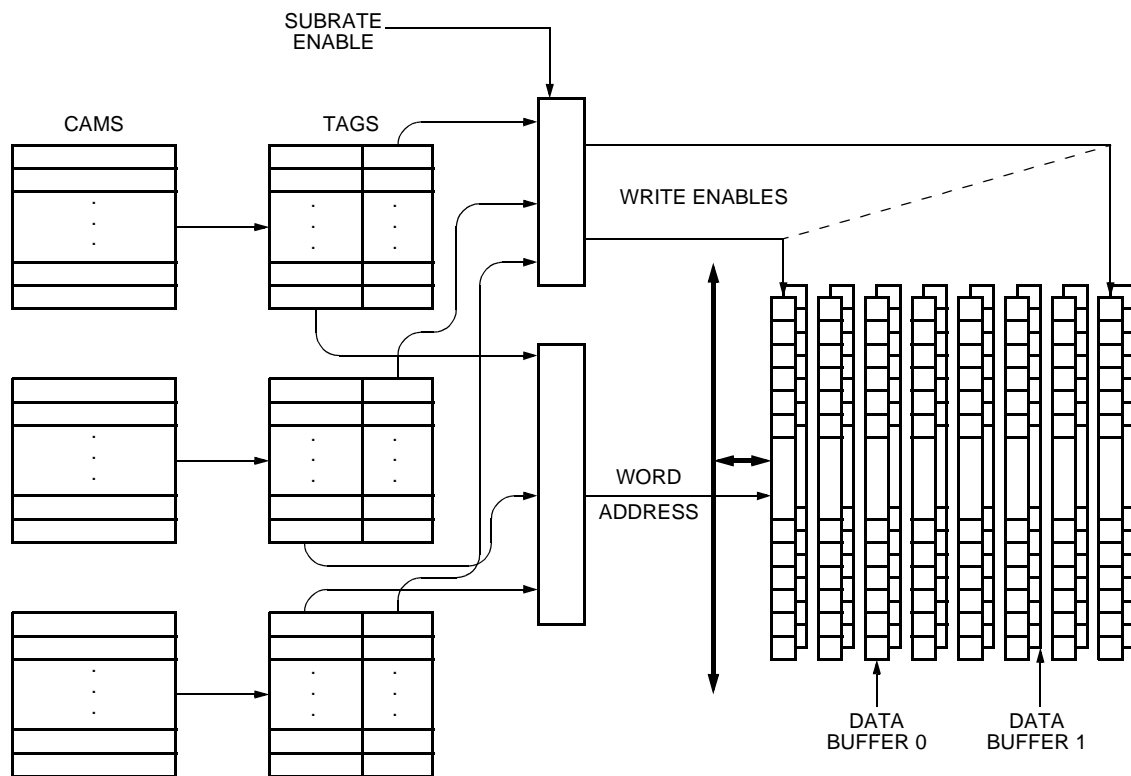 SUBRATE
ENABLE
CAMS
TAGS
WRITE ENABLES
WORD
ADDRESS
DATA
BUFFER 0
DATA
BUFFER 1